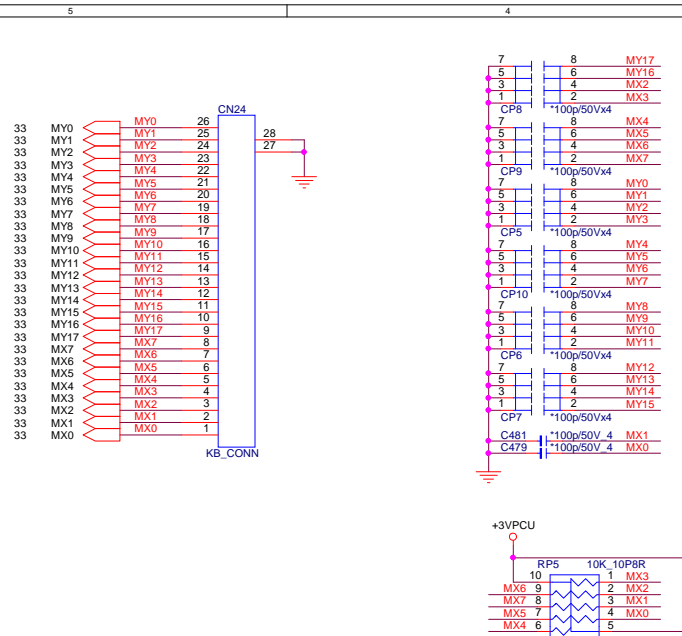 5 4
CN24
33 MY0 MY0 26
33 MY1 MY1 25
33 MY2 MY2 24
33 MY3 MY3 23
33 MY4 MY4 22
33 MY5 MY5 21
33 MY6 MY6 20
33 MY7 MY7 19
33 MY8 MY8 18
33 MY9 MY9 17
33 MY10 MY10 16
33 MY11 MY11 15
33 MY12 MY12 14
33 MY13 MY13 13
33 MY14 MY14 12
33 MY15 MY15 11
33 MY16 MY16 10
33 MY17 MY17 9
33 MX7 MX7 8
33 MX6 MX6 7
33 MX5 MX5 6
33 MX4 MX4 5
33 MX3 MX3 4
33 MX2 MX2 3
33 MX1 MX1 2
33 MX0 MX0 1
28
27
KB_CONN
7 8 MY17
5 6 MY16
3 4 MX2
1 2 MX3
CP8 *100p/50Vx4
7 8 MX4
5 6 MX5
3 4 MX6
1 2 MX7
CP9 *100p/50Vx4
7 8 MY0
5 6 MY1
3 4 MY2
1 2 MY3
CP5 *100p/50Vx4
7 8 MY4
5 6 MY5
3 4 MY6
1 2 MY7
CP10 *100p/50Vx4
7 8 MY8
5 6 MY9
3 4 MY10
1 2 MY11
CP6 *100p/50Vx4
7 8 MY12
5 6 MY13
3 4 MY14
1 2 MY15
CP7 *100p/50Vx4
C481 *100p/50V_4 MX1
C479 *100p/50V_4 MX0
+3VPCU
RP5 10K_10P8R
10 1 MX3
MX6 9 2 MX2
MX7 8 3 MX1
MX5 7 4 MX0
MX4 6 5